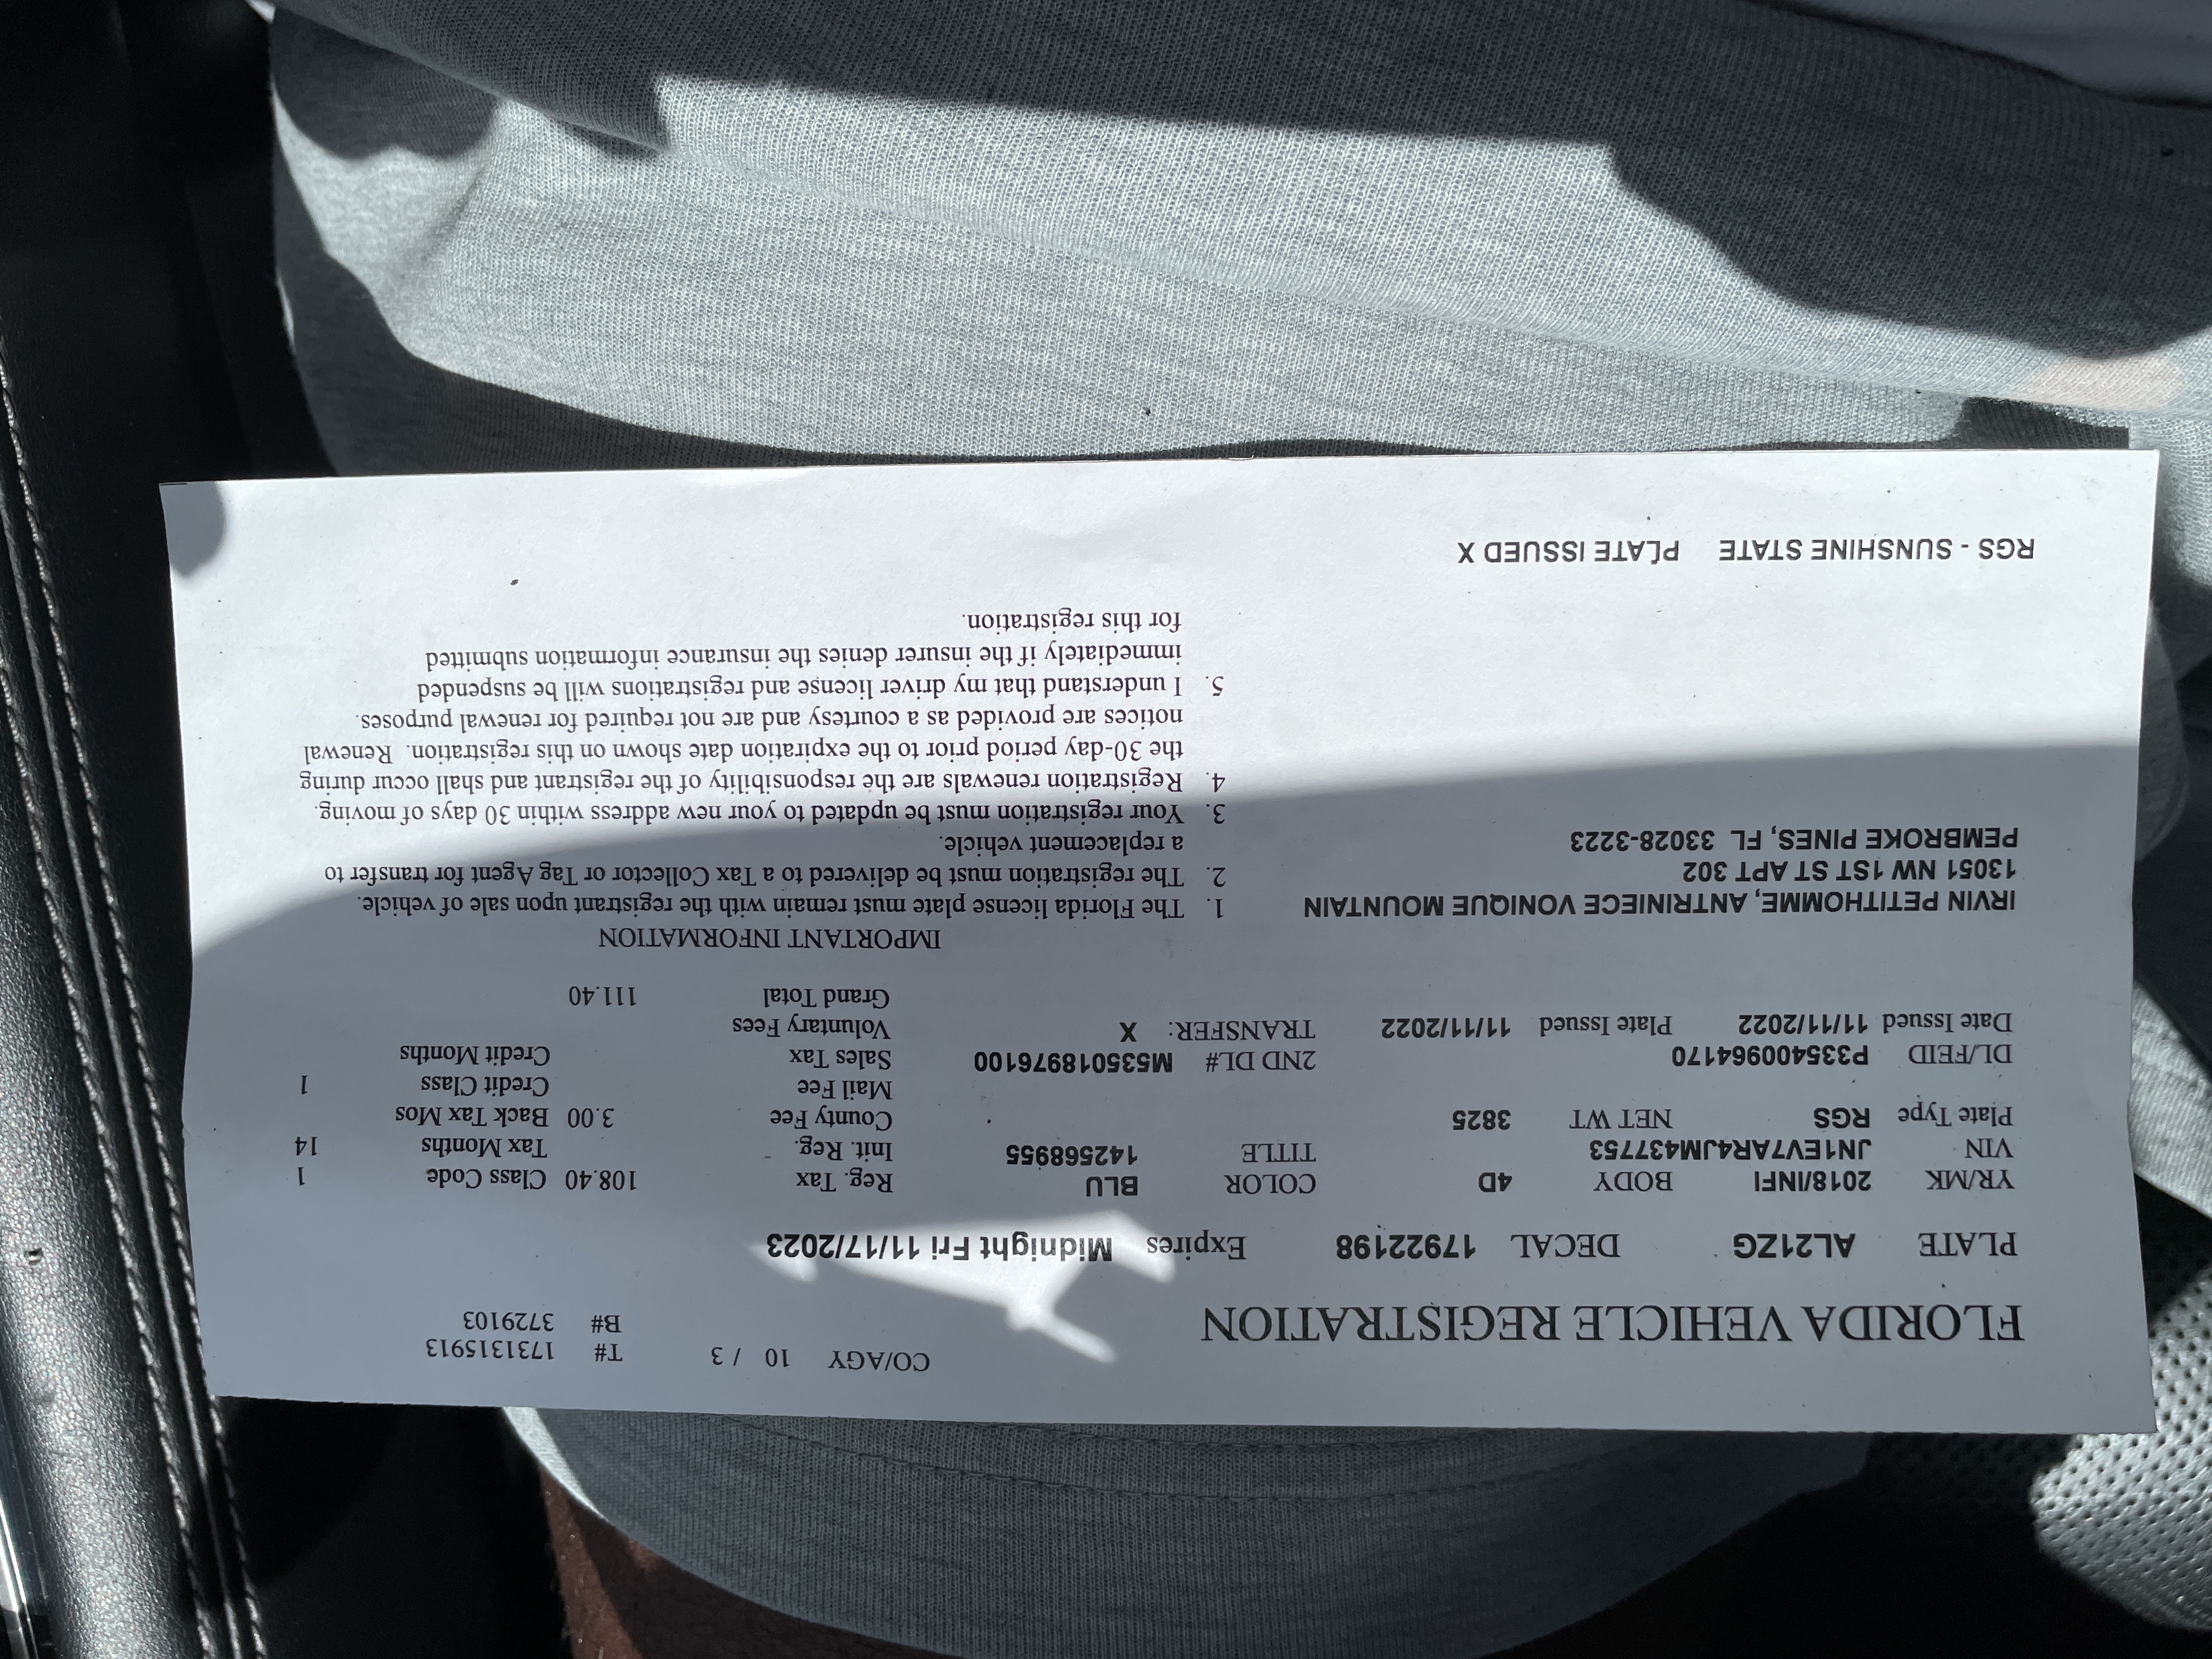 FLORIDA VEHICLE REGISTRATION
CO/AGY 10 / 3 T# 1731315913
B# 3729103
PLATE AL21ZG DECAL 17922198 Expires Midnight Fri 11/17/2023
YR/MK 2018/INFI BODY 4D COLOR BLU Reg. Tax 108.40 Class Code 1
VIN JN1EV7AR4JM437753 TITLE 142568955 Init. Reg. Tax Months 14
Plate Type RGS NET WT 3825 County Fee 3.00 Back Tax Mos
Mail Fee Credit Class 1
DL/FEID P335400964170 2ND DL# M535018976100 Sales Tax Credit Months
Date Issued 11/11/2022 Plate Issued 11/11/2022 TRANSFER: X Voluntary Fees
Grand Total 111.40
IRVIN PETITHOMME, ANTRINIECE VONIQUE MOUNTAIN
13051 NW 1ST ST APT 302
PEMBROKE PINES, FL 33028-3223
IMPORTANT INFORMATION
1. The Florida license plate must remain with the registrant upon sale of vehicle.
2. The registration must be delivered to a Tax Collector or Tag Agent for transfer to
a replacement vehicle.
3. Your registration must be updated to your new address within 30 days of moving.
4. Registration renewals are the responsibility of the registrant and shall occur during
the 30-day period prior to the expiration date shown on this registration. Renewal
notices are provided as a courtesy and are not required for renewal purposes.
5. I understand that my driver license and registrations will be suspended
immediately if the insurer denies the insurance information submitted
for this registration.
RGS - SUNSHINE STATE PLATE ISSUED X